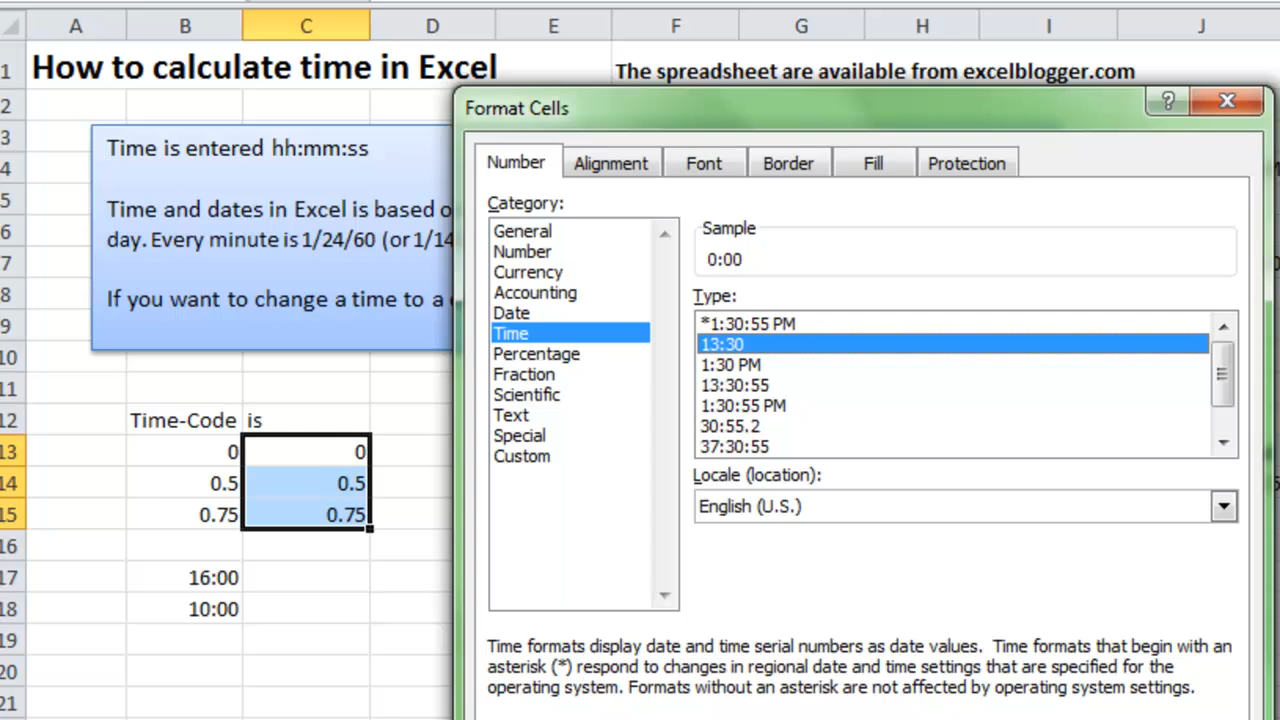 A B C D E F G H I J
1 How to calculate time in Excel The spreadsheet are available from excelblogger.com
2
3
4
5
6
7
8
9
10
11
12 Time-Code is
13 0 0
14 0.5 0.5
15 0.75 0.75
16
17 16:00
18 10:00
19
20
21
Time is entered hh:mm:ss
Time and dates in Excel is based
day. Every minute is 1/24/60 (or
If you want to change a time to a
Format Cells
Number Alignment Font Border Fill Protection
Category:
General
Number
Currency
Accounting
Date
Time
Percentage
Fraction
Scientific
Text
Special
Custom
Sample
0:00
Type:
*1:30:55 PM
13:30
1:30 PM
13:30:55
1:30:55 PM
30:55.2
37:30:55
Locale (location):
English (U.S.)
Time formats display date and time serial numbers as date values. Time formats that begin with an
asterisk (*) respond to changes in regional date and time settings that are specified for the
operating system. Formats without an asterisk are not affected by operating system settings.